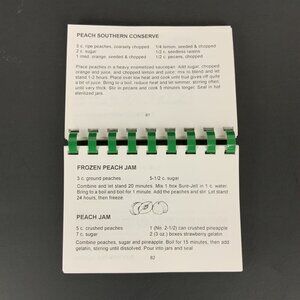 PEACH SOUTHERN CONSERVE
3 c. ripe peaches, coarsely chopped 1/4 lemon, seeded & chopped
2 c. sugar 1/2 c. seedless raisins
1 med. orange, seeded & chopped 1/2 c. pecans, chopped
Place peaches in a heavy enameled saucepan. Add sugar, chopped
orange and juice, and chopped lemon and juice; mix to blend and let
stand 1-2 hours. Place over low heat and cook until fruit gives off quite
a bit of juice. Bring to a boil, then lower heat and simmer, stirring often,
until very thick. Stir in pecans and cook 5 minutes longer. Seal in hot
sterilized jars.
81
FROZEN PEACH JAM
3 c. ground peaches 5-1/2 c. sugar
Combine and let stand 20 minutes. Mix 1 box Sure-Jell in 1 c. water.
Bring to a boil and boil for 1 minute. Add the peaches and stir. Let stand
24 hours, then freeze.
PEACH JAM
5 c. crushed peaches 1 (No. 2-1/2) can crushed pineapple
7 c. sugar 2 (3 oz.) boxes strawberry gelatin
Combine peaches, sugar and pineapple. Boil for 15 minutes, then add
gelatin, stirring until dissolved. Pour into jars and seal.
82